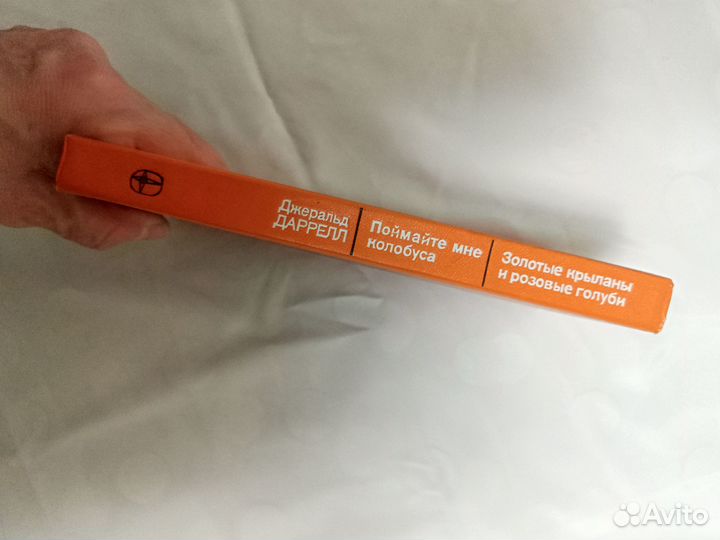 Джеральд
ДАРРЕЛЛ
Поймайте мне
колобуса
Золотые крыланы
и розовые голуби
Avito